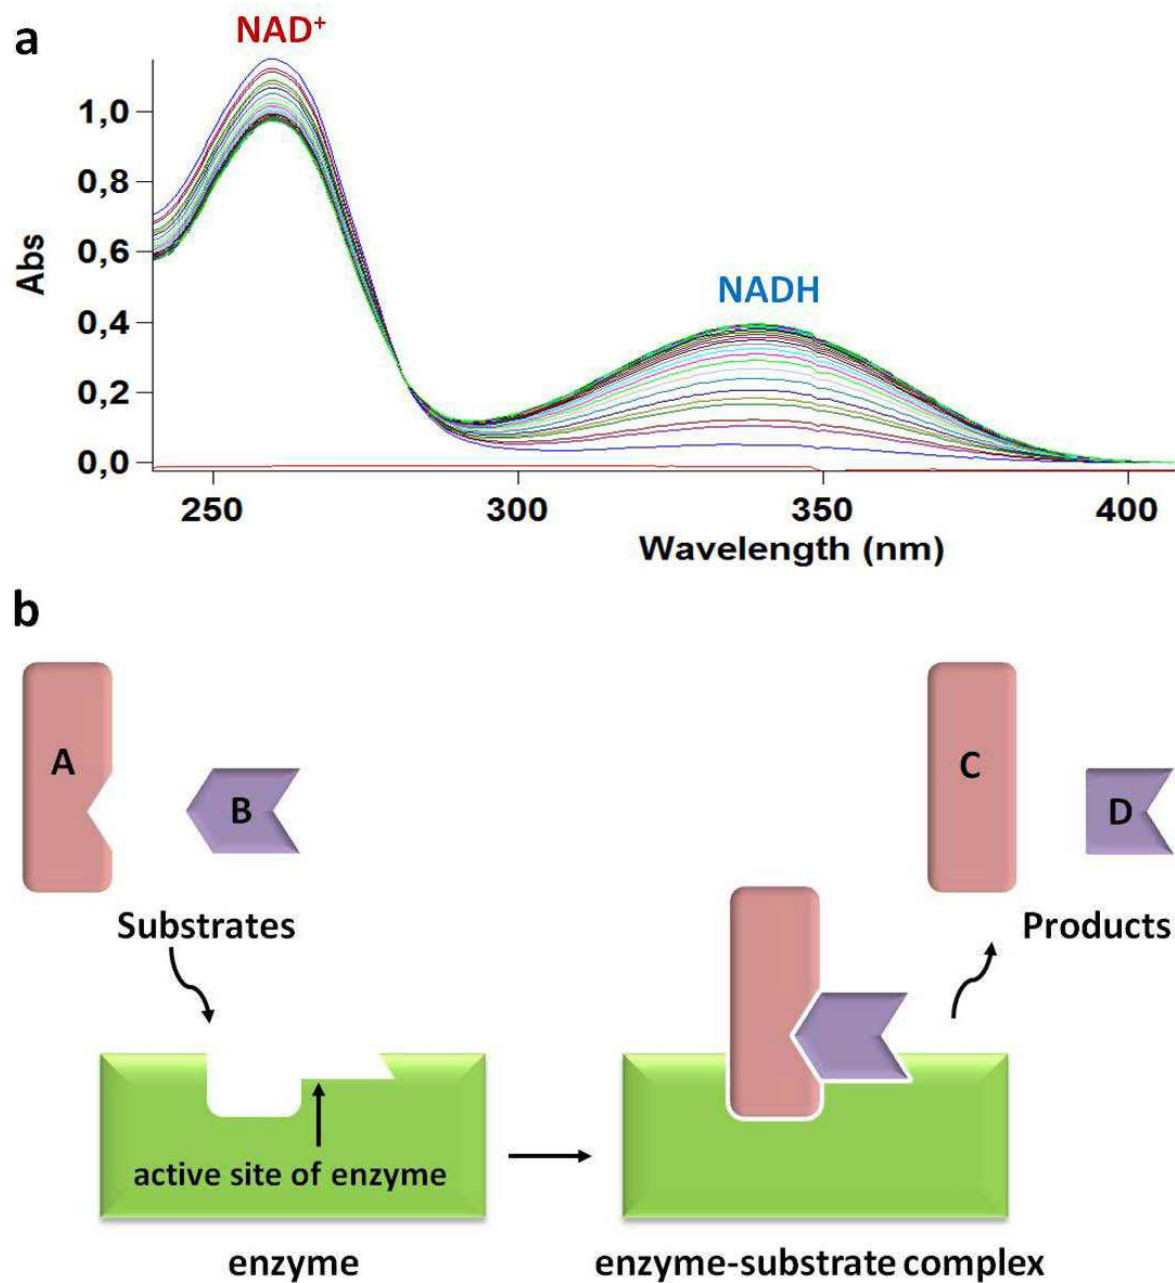 a
NAD⁺
1,0
0,8
0,6
0,4
0,2
0,0
Abs
NADH
250 300 350 400
Wavelength (nm)
b
A B
Substrates
C D
Products
active site of enzyme
enzyme
enzyme-substrate complex